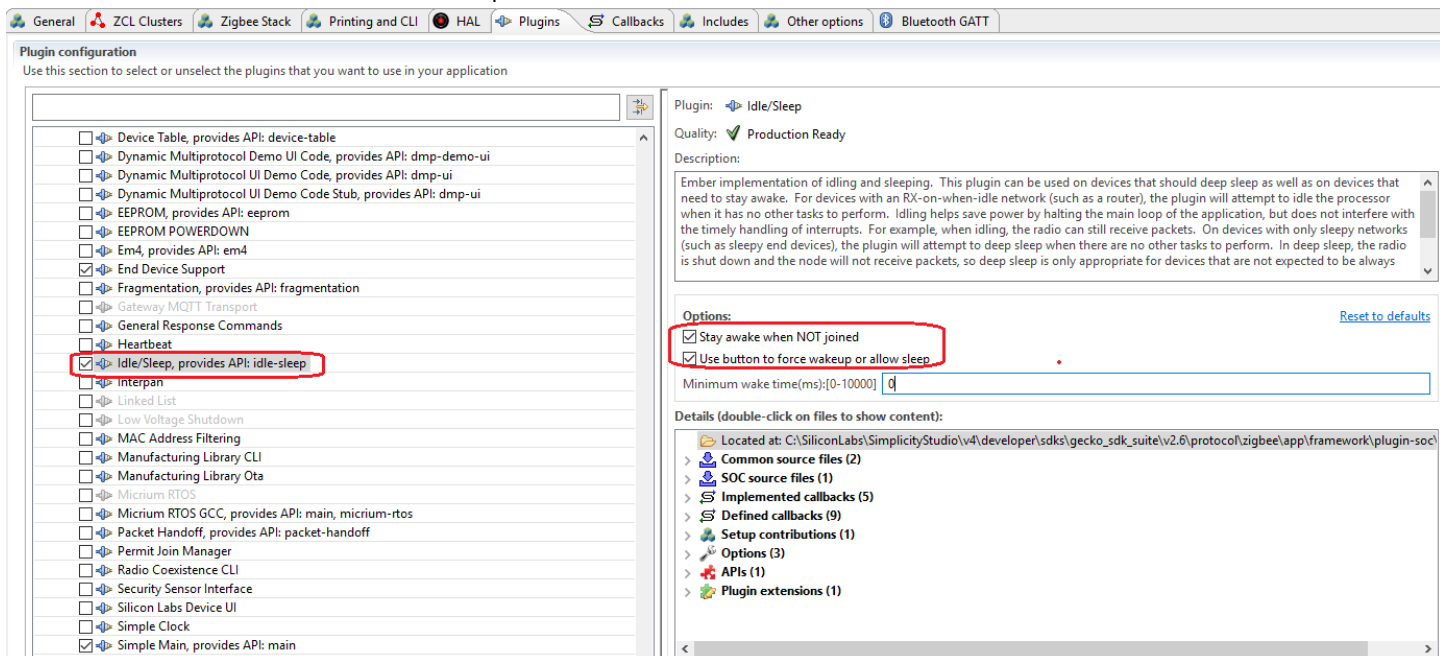 General ZCL Clusters Zigbee Stack Printing and CLI HAL Plugins Callbacks Includes Other options Bluetooth GATT
Plugin configuration
Use this section to select or unselect the plugins that you want to use in your application
Device Table, provides API: device-table
Dynamic Multiprotocol Demo UI Code, provides API: dmp-demo-ui
Dynamic Multiprotocol UI Demo Code, provides API: dmp-ui
Dynamic Multiprotocol UI Demo Code Stub, provides API: dmp-ui
EEPROM, provides API: eeprom
EEPROM POWERDOWN
Em4, provides API: em4
End Device Support
Fragmentation, provides API: fragmentation
Gateway MQTT Transport
General Response Commands
Heartbeat
Idle/Sleep, provides API: idle-sleep
Interpan
Linked List
Low Voltage Shutdown
MAC Address Filtering
Manufacturing Library CLI
Manufacturing Library Ota
Micrium RTOS
Micrium RTOS GCC, provides API: main, micrium-rtos
Packet Handoff, provides API: packet-handoff
Permit Join Manager
Radio Coexistence CLI
Security Sensor Interface
Silicon Labs Device UI
Simple Clock
Simple Main, provides API: main
Plugin: Idle/Sleep
Quality: Production Ready
Description:
Ember implementation of idling and sleeping. This plugin can be used on devices that should deep sleep as well as on devices that
need to stay awake. For devices with an RX-on-when-idle network (such as a router), the plugin will attempt to idle the processor
when it has no other tasks to perform. Idling helps save power by halting the main loop of the application, but does not interfere with
the timely handling of interrupts. For example, when idling, the radio can still receive packets. On devices with only sleepy networks
(such as sleepy end devices), the plugin will attempt to deep sleep when there are no other tasks to perform. In deep sleep, the radio
is shut down and the node will not receive packets, so deep sleep is only appropriate for devices that are not expected to be always
Options: Reset to defaults
Stay awake when NOT joined
Use button to force wakeup or allow sleep
Minimum wake time(ms):[0-10000] 0
Details (double-click on files to show content):
Located at: C:\SiliconLabs\SimplicityStudio\v4\developer\sdks\gecko_sdk_suite\v2.6\protocol\zigbee\app\framework\plugin-soc\
Common source files (2)
SOC source files (1)
Implemented callbacks (5)
Defined callbacks (9)
Setup contributions (1)
Options (3)
APIs (1)
Plugin extensions (1)